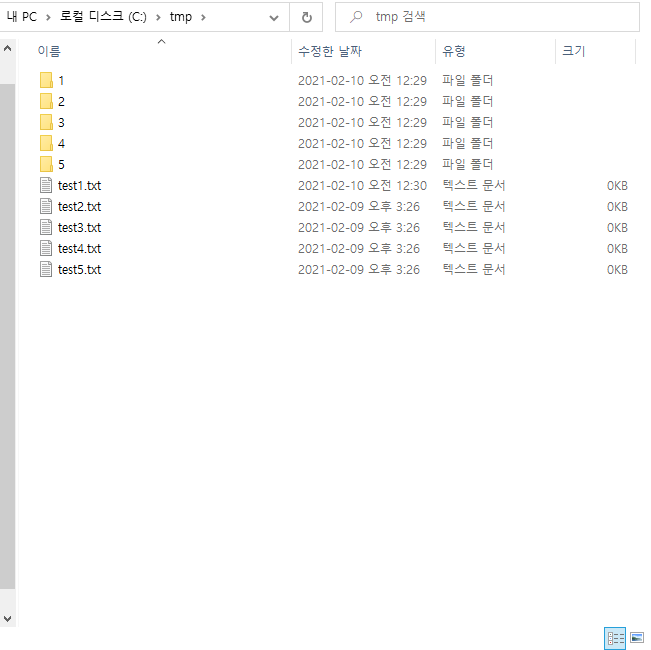 내 PC > 로컬 디스크 (C:) > tmp >
tmp 검색
이름 수정한 날짜 유형 크기
1 2021-02-10 오전 12:29 파일 폴더
2 2021-02-10 오전 12:29 파일 폴더
3 2021-02-10 오전 12:29 파일 폴더
4 2021-02-10 오전 12:29 파일 폴더
5 2021-02-10 오전 12:29 파일 폴더
test1.txt 2021-02-10 오전 12:30 텍스트 문서 0KB
test2.txt 2021-02-09 오후 3:26 텍스트 문서 0KB
test3.txt 2021-02-09 오후 3:26 텍스트 문서 0KB
test4.txt 2021-02-09 오후 3:26 텍스트 문서 0KB
test5.txt 2021-02-09 오후 3:26 텍스트 문서 0KB